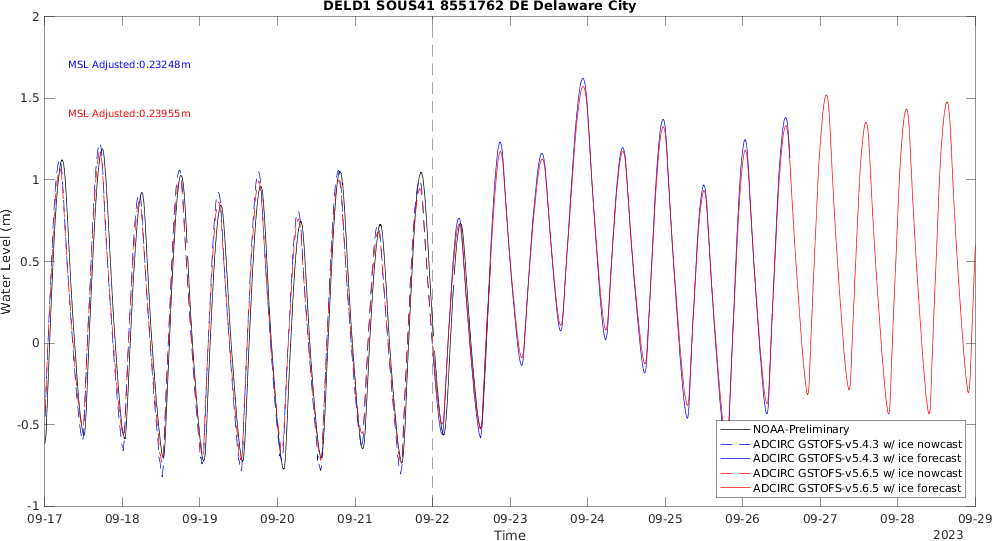 DELD1 SOUS41 8551762 DE Delaware City
2
1.5
1
0.5
0
-0.5
-1
Water Level (m)
MSL Adjusted:0.23248m
MSL Adjusted:0.23955m
NOAA-Preliminary
ADCIRC GSTOFS-v5.4.3 w/ ice nowcast
ADCIRC GSTOFS-v5.4.3 w/ ice forecast
ADCIRC GSTOFS-v5.6.5 w/ ice nowcast
ADCIRC GSTOFS-v5.6.5 w/ ice forecast
09-17 09-18 09-19 09-20 09-21 09-22 09-23 09-24 09-25 09-26 09-27 09-28 09-29
Time
2023